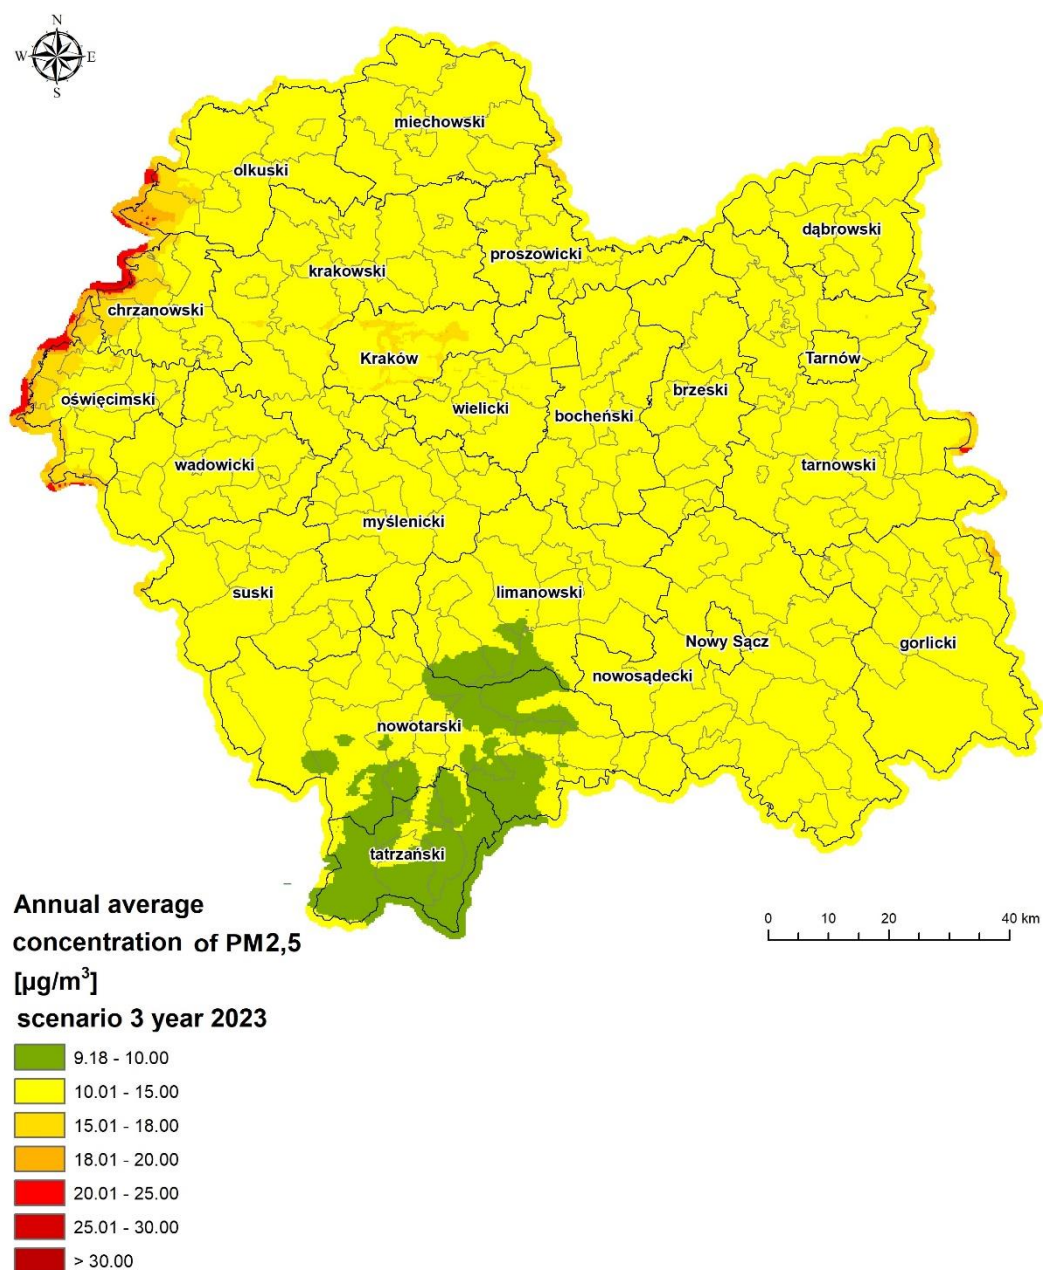 N
W E
S
miechowski
olkuski
dąbrowski
proszowicki
krakowski
chrzanowski
Kraków
Tarnów
brzeski
oświęcimski
wielicki
bocheński
wadowicki
tarnowski
myślenicki
suski
limanowski
Nowy Sącz
gorlicki
nowosądecki
nowotarski
tatrzański
Annual average
concentration of PM2,5
[µg/m³]
scenario 3 year 2023
0 10 20 40 km
9.18 - 10.00
10.01 - 15.00
15.01 - 18.00
18.01 - 20.00
20.01 - 25.00
25.01 - 30.00
> 30.00